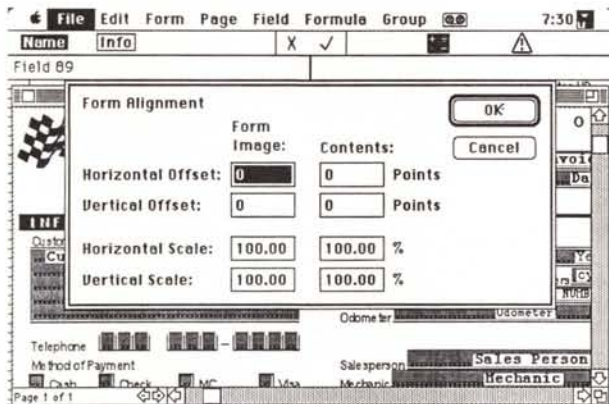 File Edit Form Page Field Formula Group 7:30
Name Info X ✓
Field 89
Form Alignment
OK
Cancel
Form Image: Contents:
Horizontal Offset: 0 0 Points
Vertical Offset: 0 0 Points
Horizontal Scale: 100.00 100.00 %
Vertical Scale: 100.00 100.00 %
INF
Custo
Cu
Odometer Odometer
Telephone
Method of Payment
Salesperson Sales Person
Cash Check MC Visa
Mechanic Mechanic
Page 1 of 1